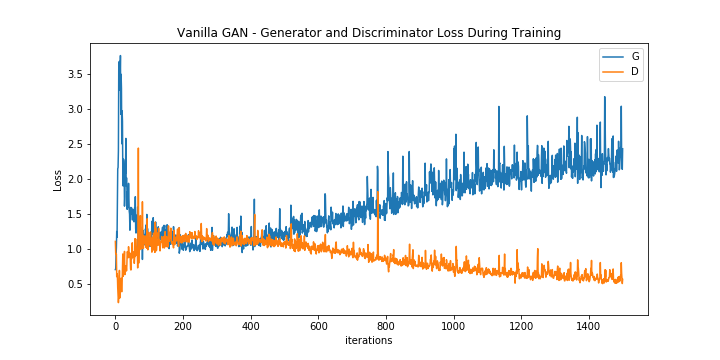 Vanilla GAN - Generator and Discriminator Loss During Training
G
D
3.5
3.0
2.5
2.0
1.5
1.0
0.5
Loss
0 200 400 600 800 1000 1200 1400
iterations